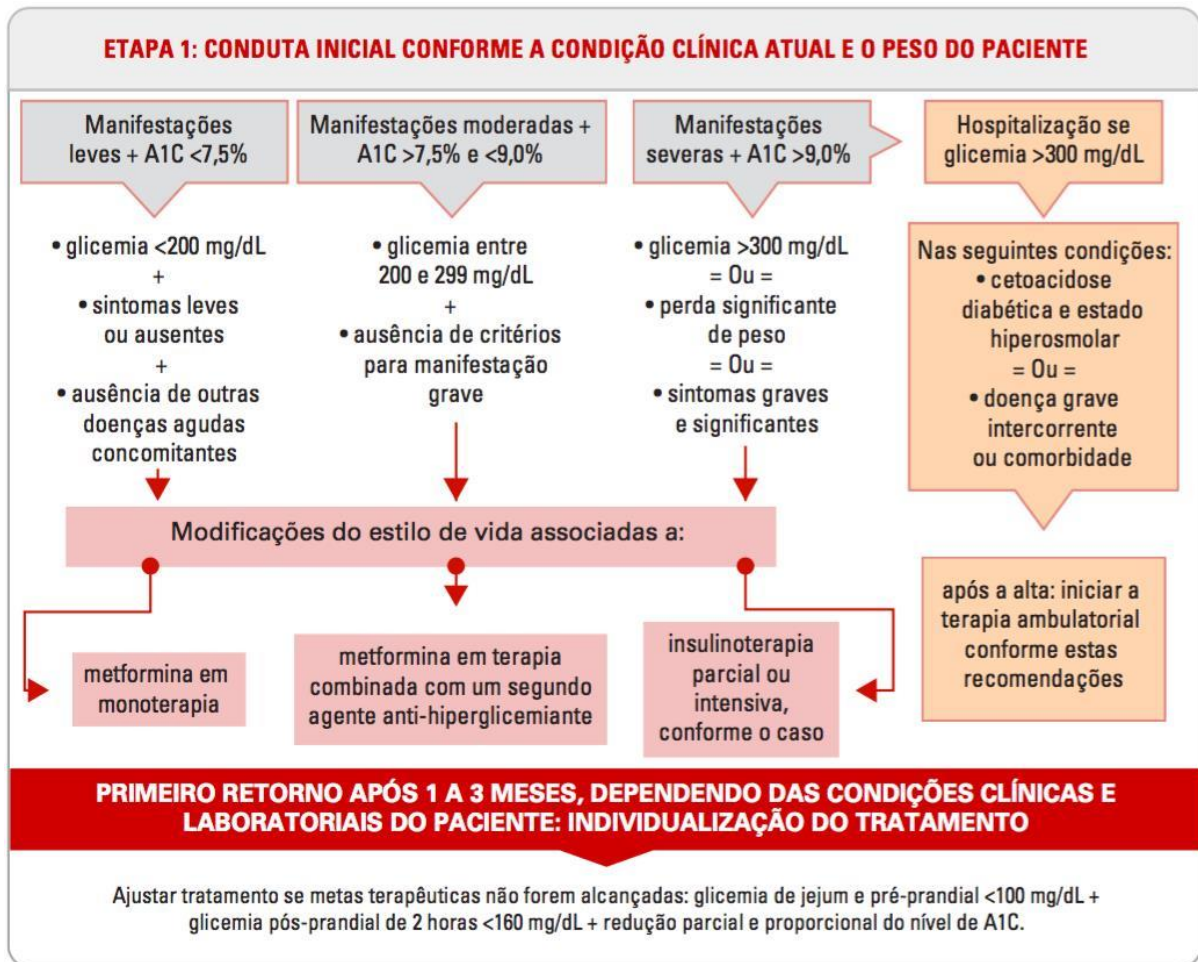 ETAPA 1: CONDUTA INICIAL CONFORME A CONDIÇÃO CLÍNICA ATUAL E O PESO DO PACIENTE
Manifestações
leves + A1C <7,5%
• glicemia <200 mg/dL
+
• sintomas leves
ou ausentes
+
• ausência de outras
doenças agudas
concomitantes
Manifestações moderadas +
A1C >7,5% e <9,0%
• glicemia entre
200 e 299 mg/dL
+
• ausência de critérios
para manifestação
grave
Manifestações
severas + A1C >9,0%
• glicemia >300 mg/dL
= Ou =
• perda significante
de peso
= Ou =
• sintomas graves
e significantes
Hospitalização se
glicemia >300 mg/dL
Nas seguintes condições:
• cetoacidose
diabética e estado
hiperosmolar
= Ou =
• doença grave
intercorrente
ou comorbidade
após a alta: iniciar a
terapia ambulatorial
conforme estas
recomendações
Modificações do estilo de vida associadas a:
metformina em
monoterapia
metformina em terapia
combinada com um segundo
agente anti-hiperglicemiante
insulinoterapia
parcial ou
intensiva,
conforme o caso
PRIMEIRO RETORNO APÓS 1 A 3 MESES, DEPENDENDO DAS CONDIÇÕES CLÍNICAS E
LABORATORIAIS DO PACIENTE: INDIVIDUALIZAÇÃO DO TRATAMENTO
Ajustar tratamento se metas terapêuticas não forem alcançadas: glicemia de jejum e pré-prandial <100 mg/dL +
glicemia pós-prandial de 2 horas <160 mg/dL + redução parcial e proporcional do nível de A1C.